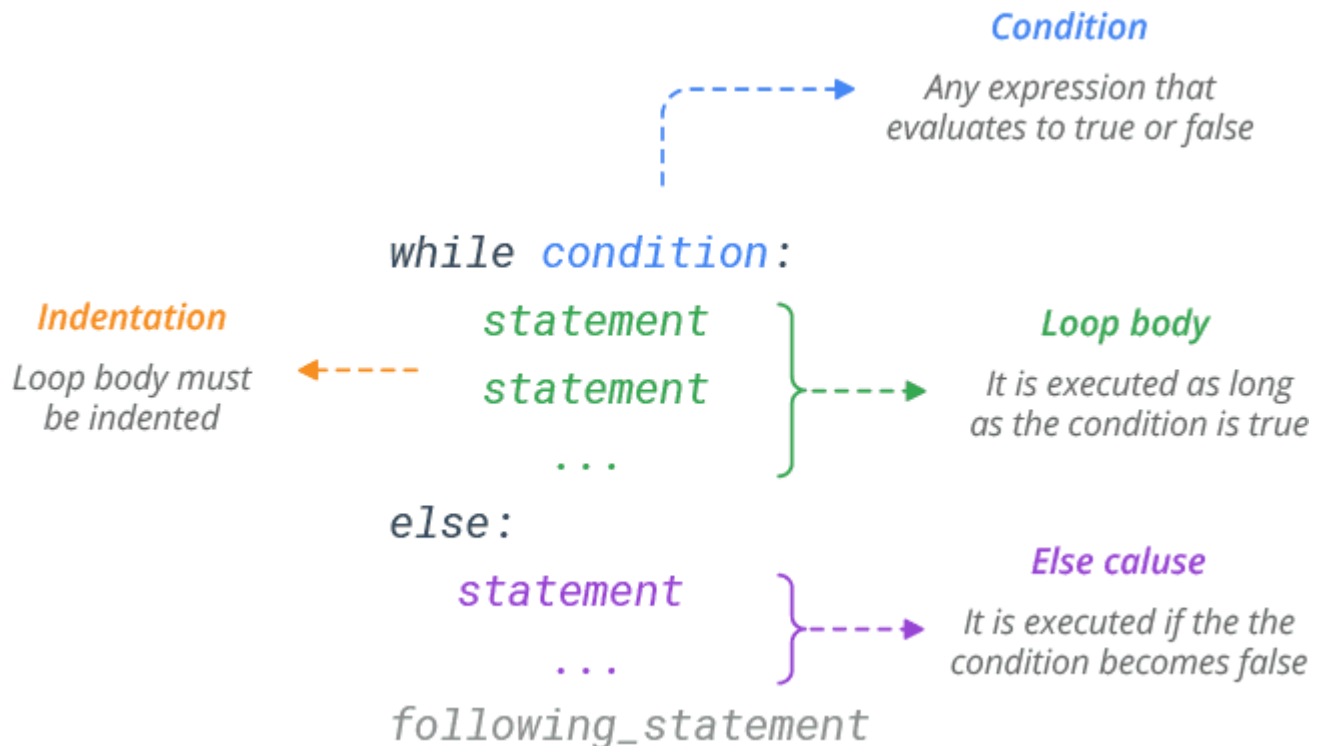 Condition
Any expression that
evaluates to true or false
while condition:
Indentation
Loop body must
be indented
statement
statement
...
Loop body
It is executed as long
as the condition is true
else:
statement
...
Else caluse
It is executed if the the
condition becomes false
following_statement